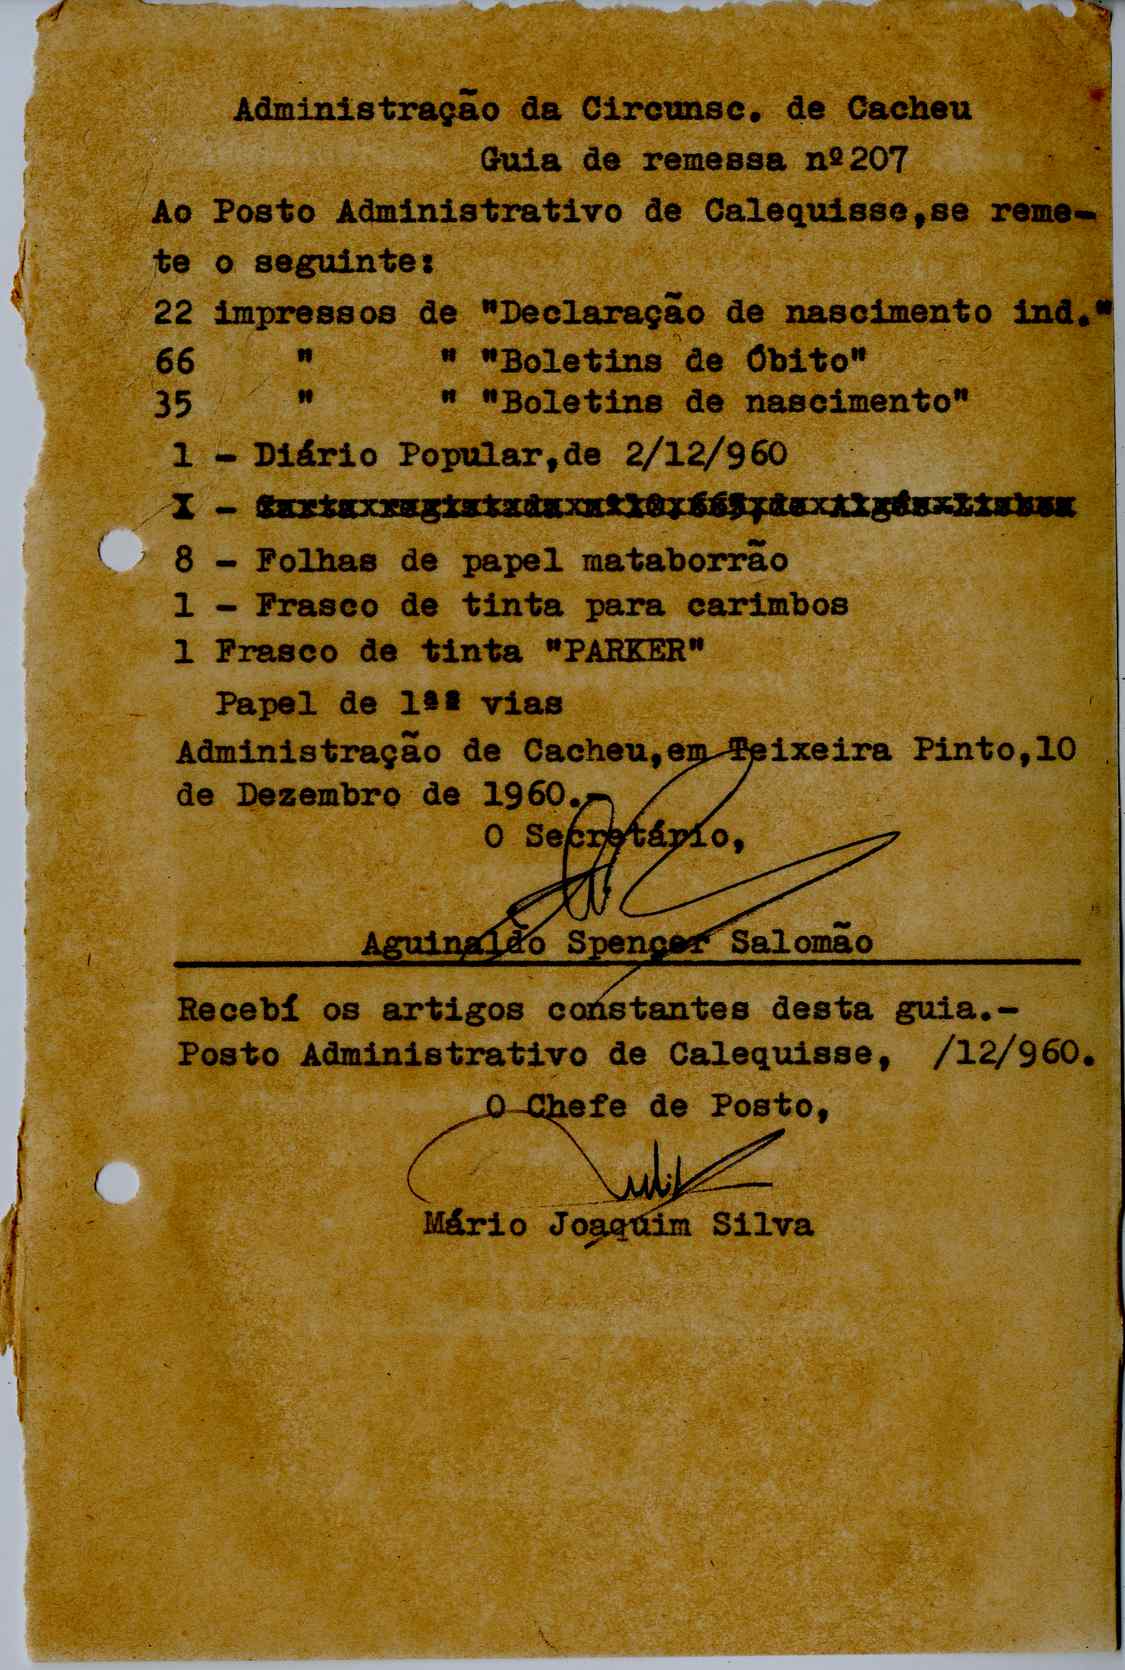 Administração da Circunsc. de Cacheu
Guia de remessa nº207
Ao Posto Administrativo de Calequisse,se reme-
te o seguinte:
22 impressos de "Declaração de nascimento ind."
66 " " "Boletins de Óbito"
35 " " "Boletins de nascimento"
1 - Diário Popular,de 2/12/960
X -
8 - Folhas de papel mataborrão
1 - Frasco de tinta para carimbos
1 Frasco de tinta "PARKER"
Papel de 1ªs vias
Administração de Cacheu,em Teixeira Pinto,10
de Dezembro de 1960.-
O Secretário,
Aguinaldo Spencer Salomão
Recebí os artigos constantes desta guia.-
Posto Administrativo de Calequisse, /12/960.
O Chefe de Posto,
Mário Joaquim Silva